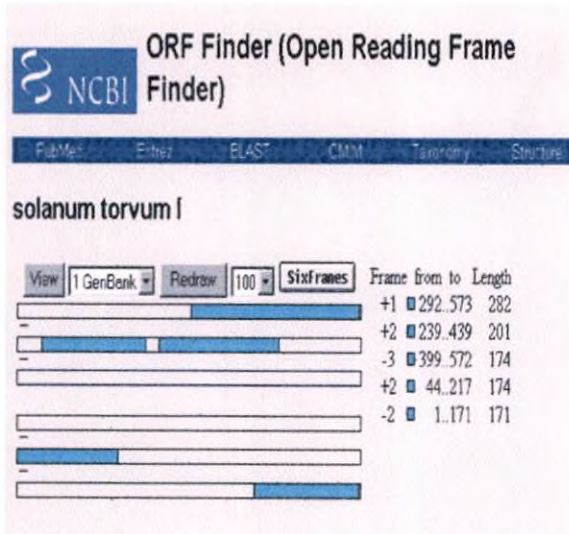 NCBI
ORF Finder (Open Reading Frame
Finder)
PubMed Entrez BLAST OMIM Taxonomy Structure
solanum torvum
View 1 GenBank Redraw 100 SixFrames Frame from to Length
+1 292..573 282
+2 239..439 201
-3 399..572 174
+2 44..217 174
-2 1..171 171